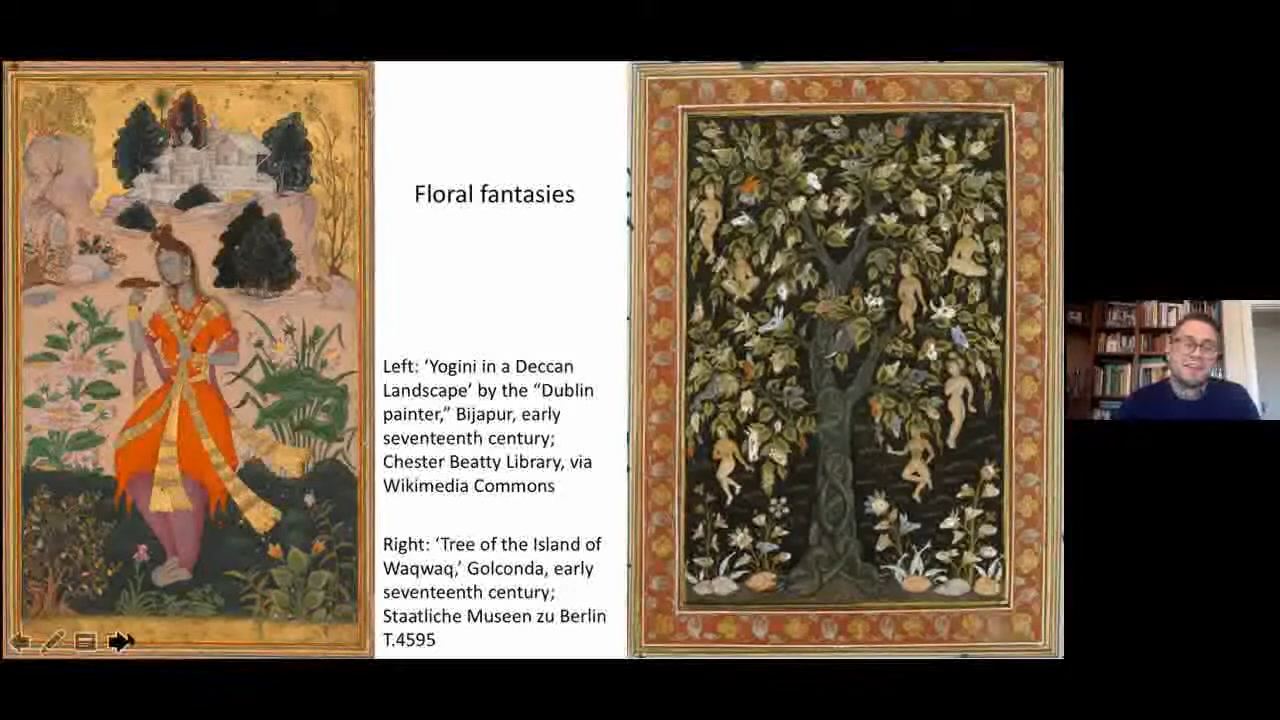 Floral fantasies
Left: ‘Yogini in a Deccan
Landscape’ by the “Dublin
painter,” Bijapur, early
seventeenth century;
Chester Beatty Library, via
Wikimedia Commons
Right: ‘Tree of the Island of
Waqwaq,’ Golconda, early
seventeenth century;
Staatliche Museen zu Berlin
T.4595